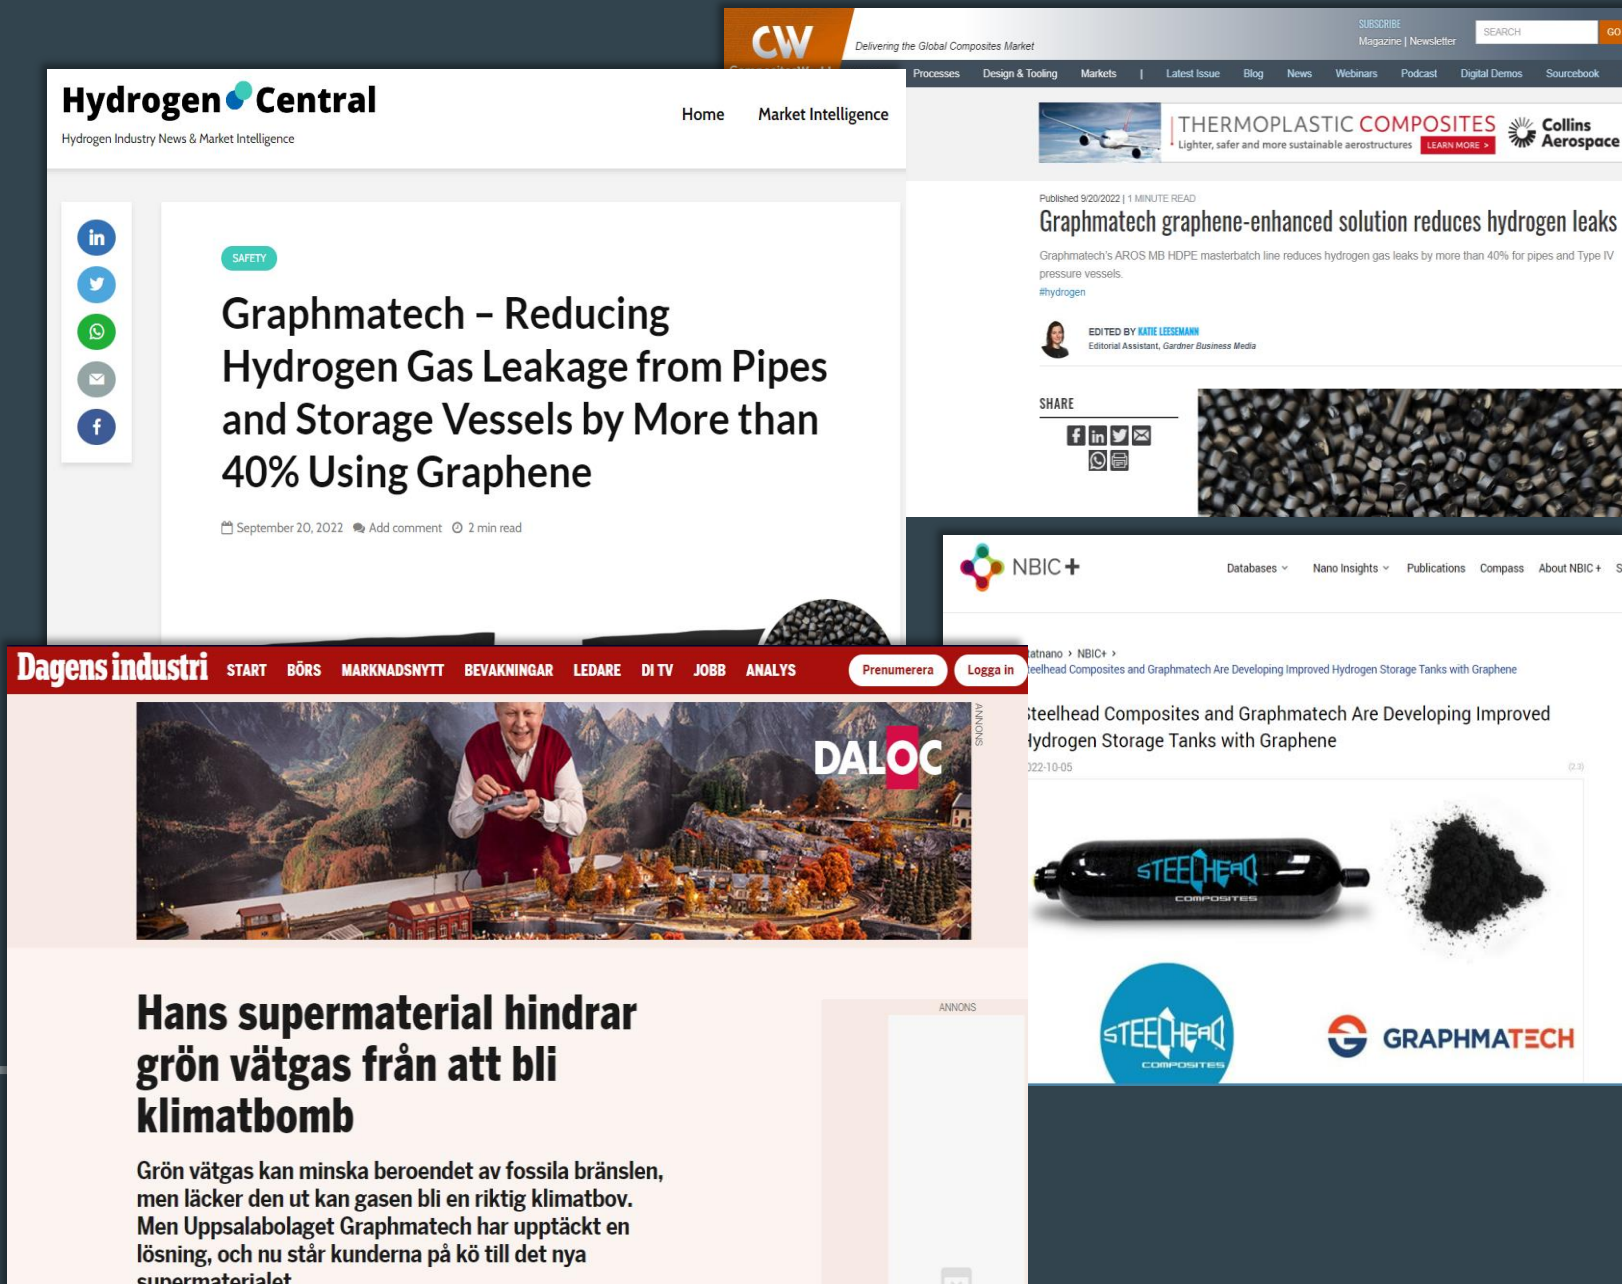 CW
Delivering the Global Composites Market
SUBSCRIBE
Magazine | Newsletter
SEARCH
GO
Processes Design & Tooling Markets | Latest Issue Blog News Webinars Podcast Digital Demos Sourcebook
THERMOPLASTIC COMPOSITES
Lighter, safer and more sustainable aerostructures LEARN MORE >
Collins
Aerospace
Published 9/20/2022 | 1 MINUTE READ
Graphmatech graphene-enhanced solution reduces hydrogen leaks
Graphmatech's AROS MB HDPE masterbatch line reduces hydrogen gas leaks by more than 40% for pipes and Type IV
pressure vessels.
#hydrogen
EDITED BY KATIE LEESEMANN
Editorial Assistant, Gardner Business Media
SHARE
Hydrogen Central
Hydrogen Industry News & Market Intelligence
Home Market Intelligence
SAFETY
Graphmatech – Reducing
Hydrogen Gas Leakage from Pipes
and Storage Vessels by More than
40% Using Graphene
September 20, 2022 Add comment 2 min read
NBIC+
Databases Nano Insights Publications Compass About NBIC + S
NBIC+ >
Composites and Graphmatech Are Developing Improved Hydrogen Storage Tanks with Graphene
Steelhead Composites and Graphmatech Are Developing Improved
Hydrogen Storage Tanks with Graphene
022-10-05
STEELHEAD
COMPOSITES
STEELHEAD
COMPOSITES
GRAPHMATECH
Dagens industri START BÖRS MARKNADSNYTT BEVAKNINGAR LEDARE DI TV JOBB ANALYS Prenumerera Logga in
ANNONS
DALOC
Hans supermaterial hindrar
grön vätgas från att bli
klimatbomb
Grön vätgas kan minska beroendet av fossila bränslen,
men läcker den ut kan gasen bli en riktig klimatbov.
Men Uppsalabolaget Graphmatech har upptäckt en
lösning, och nu står kunderna på kö till det nya
supermaterialet
ANNONS